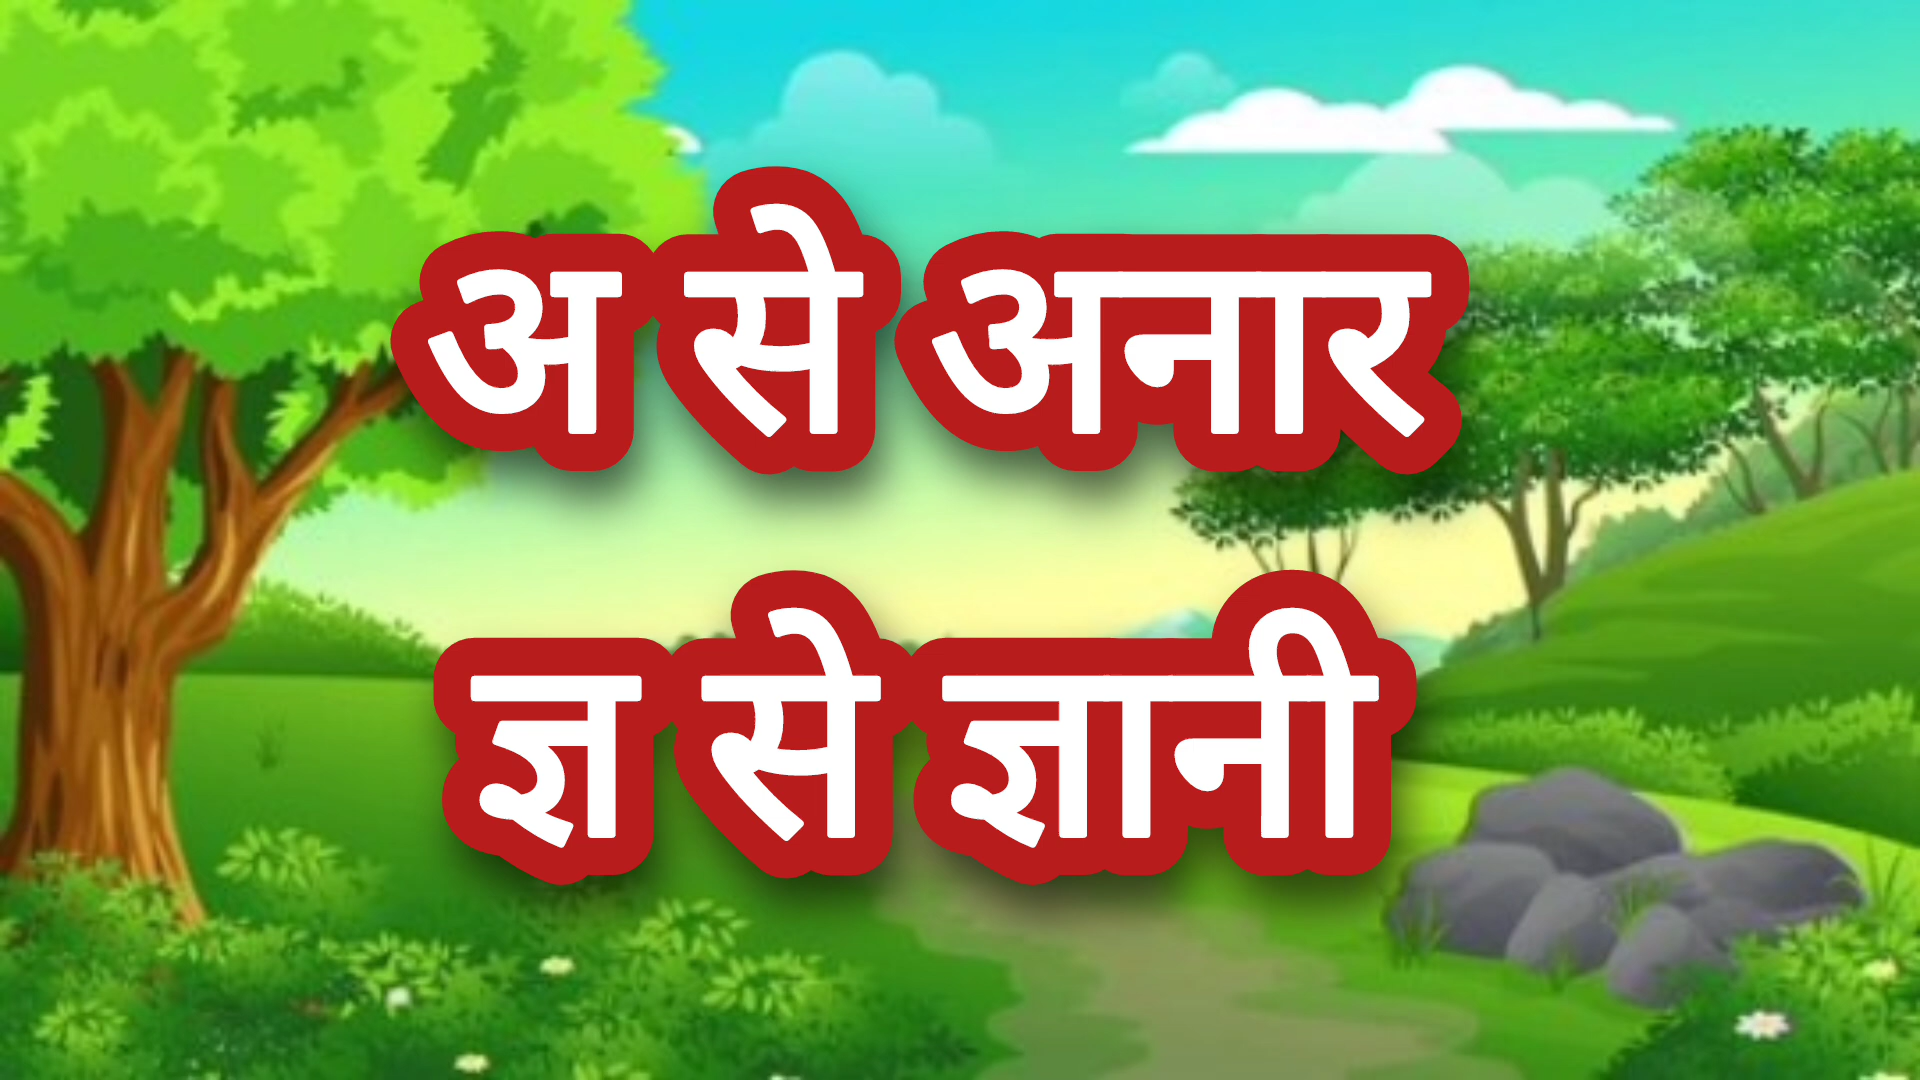 अ से अनार
ज्ञ से ज्ञानी